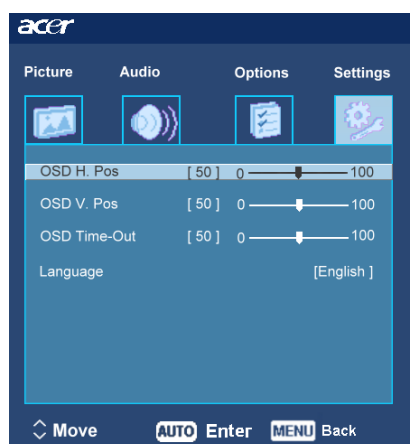 acer
Picture Audio Options Settings
OSD H. Pos [ 50 ] 0 100
OSD V. Pos [ 50 ] 0 100
OSD Time-Out [ 50 ] 0 100
Language [English ]
Move AUTO Enter MENU Back